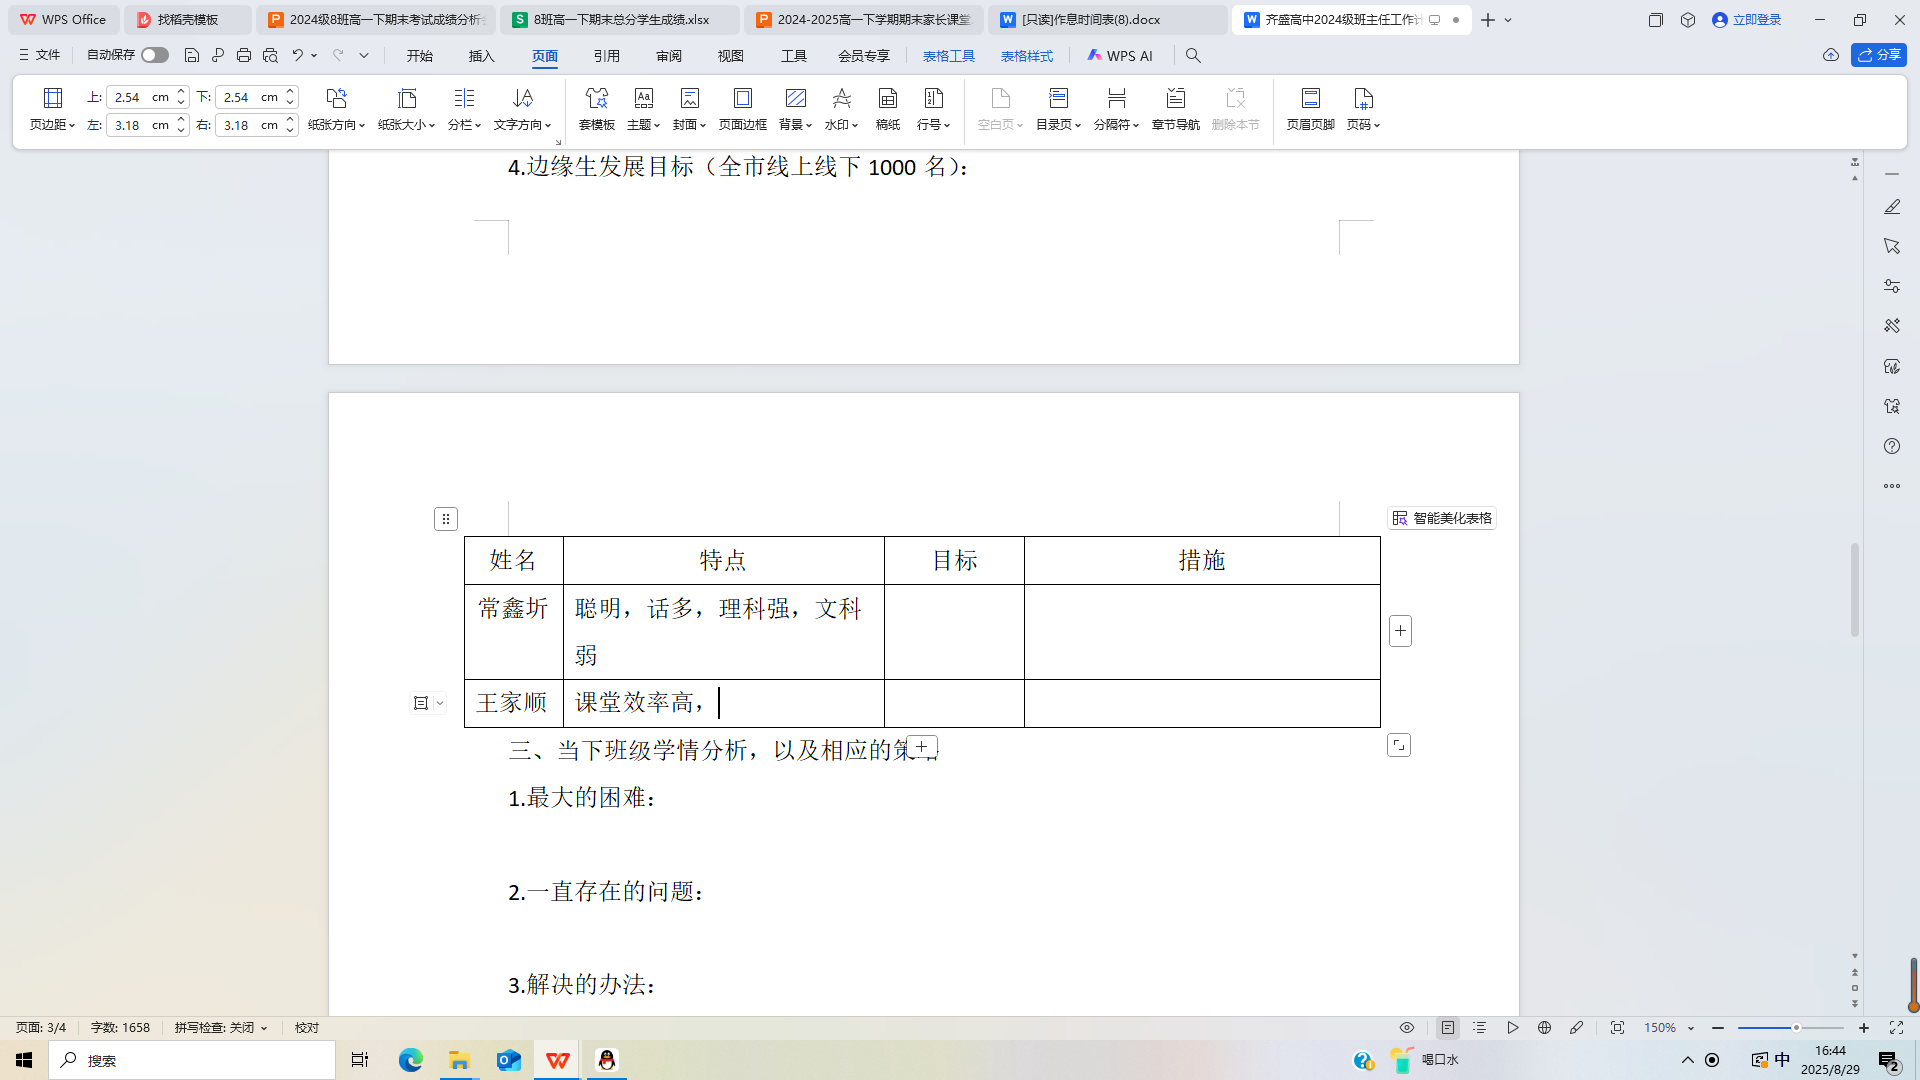 WPS Office
找稻壳模板
2024级8班高一下期末考试成绩分析
8班高一下期末总分学生成绩.xlsx
2024-2025高一下学期期末家长课堂
[只读]作息时间表(8).docx
齐盛高中2024级班主任工作
立即登录
文件
自动保存
开始
插入
页面
引用
审阅
视图
工具
会员专享
表格工具
表格样式
WPS AI
分享
上: 2.54 cm
下: 2.54 cm
左: 3.18 cm
右: 3.18 cm
页边距
纸张方向
纸张大小
分栏
文字方向
套模板
主题
封面
页面边框
背景
水印
稿纸
行号
空白页
目录页
分隔符
章节导航
删除本节
页眉页脚
页码
4.边缘生发展目标（全市线上线下 1000 名）：
智能美化表格
姓名 特点 目标 措施
常鑫圻 聪明，话多，理科强，文科
弱
王家顺 课堂效率高，
三、当下班级学情分析，以及相应的策
1.最大的困难：
2.一直存在的问题：
3.解决的办法：
页面: 3/4
字数: 1658
拼写检查: 关闭
校对
150%
搜索
喝口水
中
16:44
2025/8/29
2